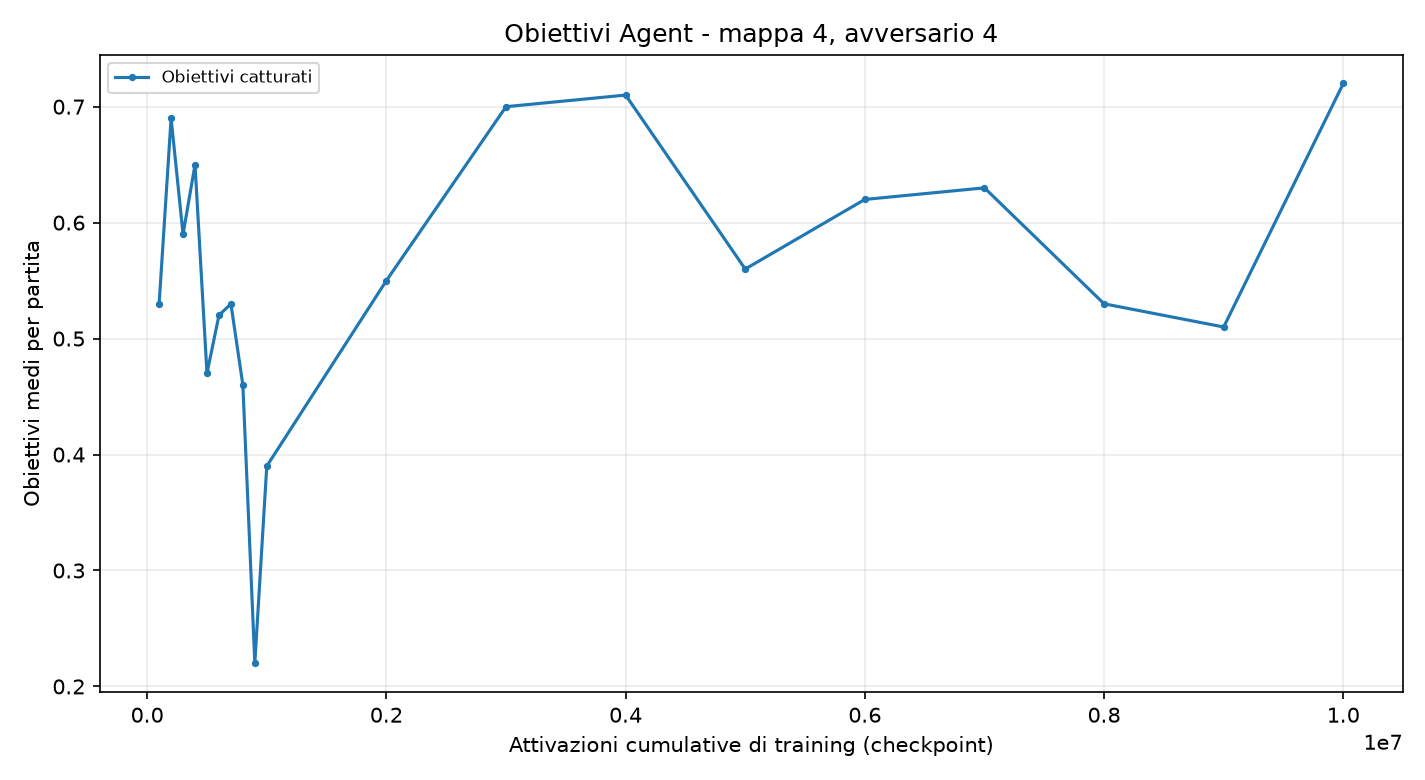 Obiettivi Agent - mappa 4, avversario 4
Obiettivi catturati
Obiettivi medi per partita
0.7
0.6
0.5
0.4
0.3
0.2
0.0 0.2 0.4 0.6 0.8 1.0
1e7
Attivazioni cumulative di training (checkpoint)